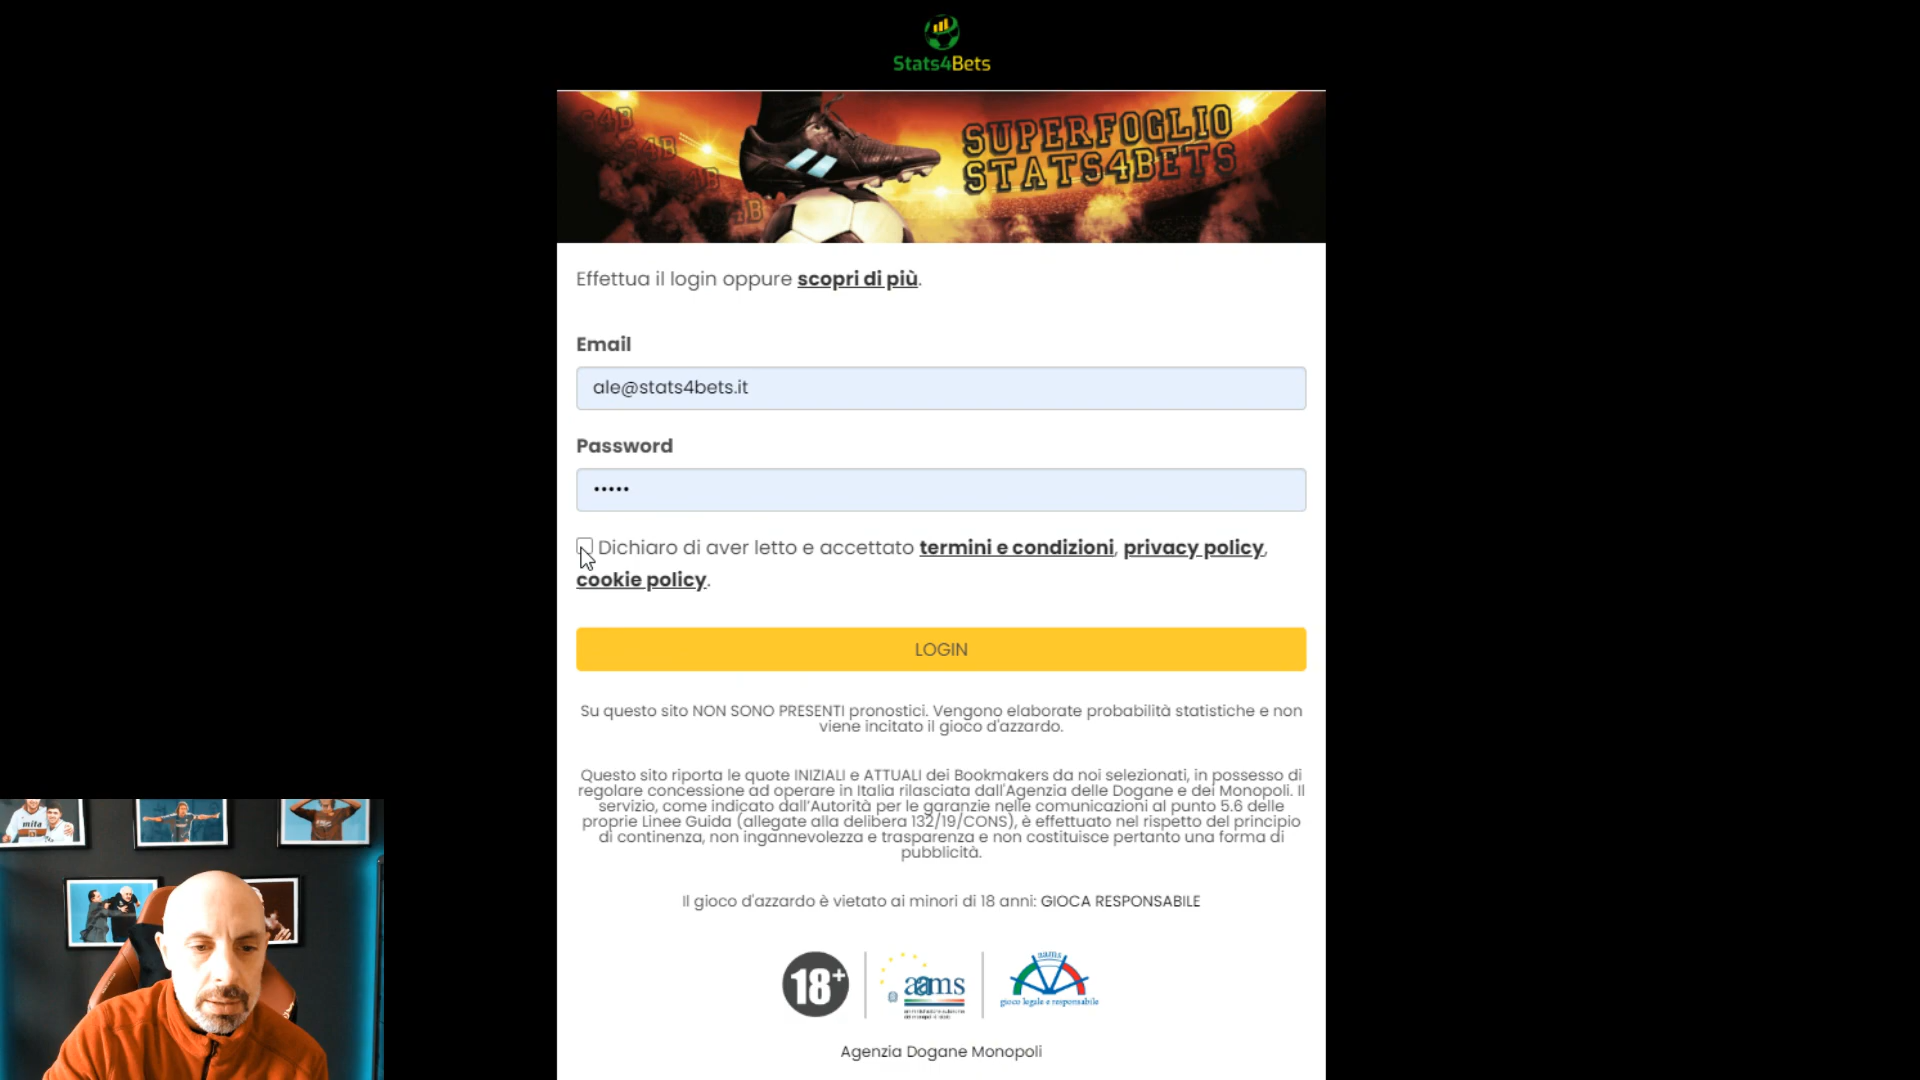 Stats4Bets
S4B
S4B
SUPERFOGLIO
STATS4BETS
Effettua il login oppure scopri di più.
Email
ale@stats4bets.it
Password
•••••
Dichiaro di aver letto e accettato termini e condizioni, privacy policy,
cookie policy.
LOGIN
Su questo sito NON SONO PRESENTI pronostici. Vengono elaborate probabilità statistiche e non
viene incitato il gioco d'azzardo.
Questo sito riporta le quote INIZIALI e ATTUALI dei Bookmakers da noi selezionati, in possesso di
regolare concessione ad operare in Italia rilasciata dall'Agenzia delle Dogane e dei Monopoli. Il
servizio, come indicato dall'Autorità per le garanzie nelle comunicazioni al punto 5.6 delle
proprie Linee Guida (allegate alla delibera 132/19/CONS), è effettuato nel rispetto del principio
di continenza, non ingannevolezza e trasparenza e non costituisce pertanto una forma di
pubblicità.
Il gioco d'azzardo è vietato ai minori di 18 anni: GIOCA RESPONSABILE
18+
aams
gioco legale e responsabile
Agenzia Dogane Monopoli
mita